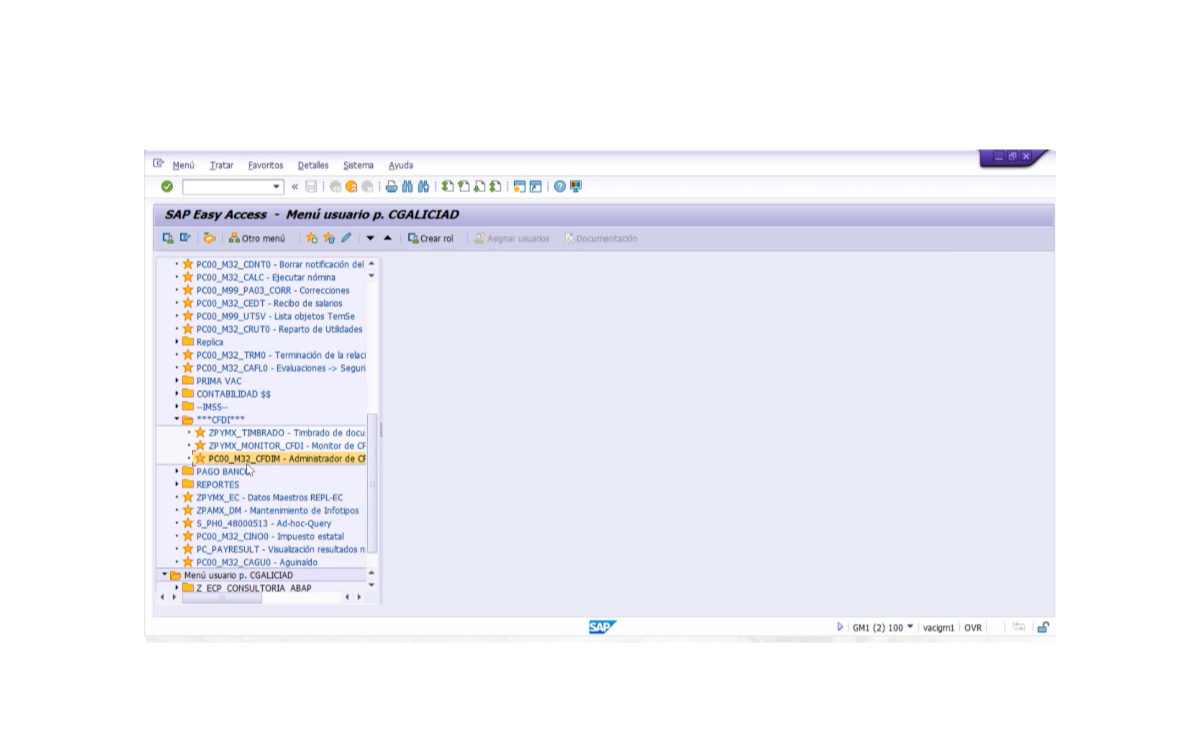 Menú Tratar Favoritos Detalles Sistema Ayuda
SAP Easy Access - Menú usuario p. CGALICIAD
Otro menú Crear rol Asignar usuarios Documentación
PC00_M32_CDNT0 - Borrar notificación del
PC00_M32_CALC - Ejecutar nómina
PC00_M99_PA03_CORR - Correcciones
PC00_M32_CEDT - Recibo de salarios
PC00_M99_UTSV - Lista objetos TemSe
PC00_M32_CRUT0 - Reparto de Utilidades
Replica
PC00_M32_TRM0 - Terminación de la relaci
PC00_M32_CAFL0 - Evaluaciones -> Seguri
PRIMA VAC
CONTABILIDAD $$
--IMSS--
***CFDI***
ZPYMX_TIMBRADO - Timbrado de docu
ZPYMX_MONITOR_CFDI - Monitor de CF
PC00_M32_CFDIM - Administrador de CF
PAGO BANCO
REPORTES
ZPYMX_EC - Datos Maestros REPL-EC
ZPAMX_DM - Mantenimiento de Infotipos
S_PH0_48000513 - Ad-hoc-Query
PC00_M32_CINO0 - Impuesto estatal
PC_PAYRESULT - Visualización resultados n
PC00_M32_CAGU0 - Aguinaldo
Menú usuario p. CGALICIAD
Z_ECP_CONSULTORIA_ABAP
SAP GM1 (2) 100 vacigm1 OVR